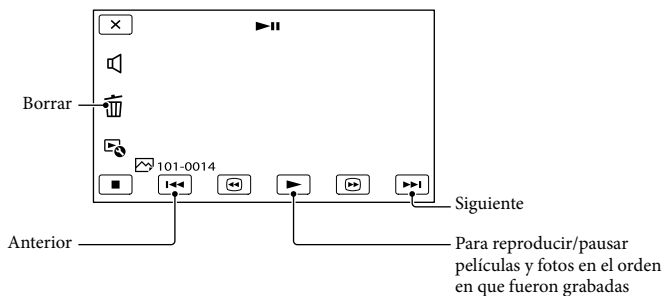 Borrar
101-0014
Siguiente
Anterior
Para reproducir/pausar
películas y fotos en el orden
en que fueron grabadas